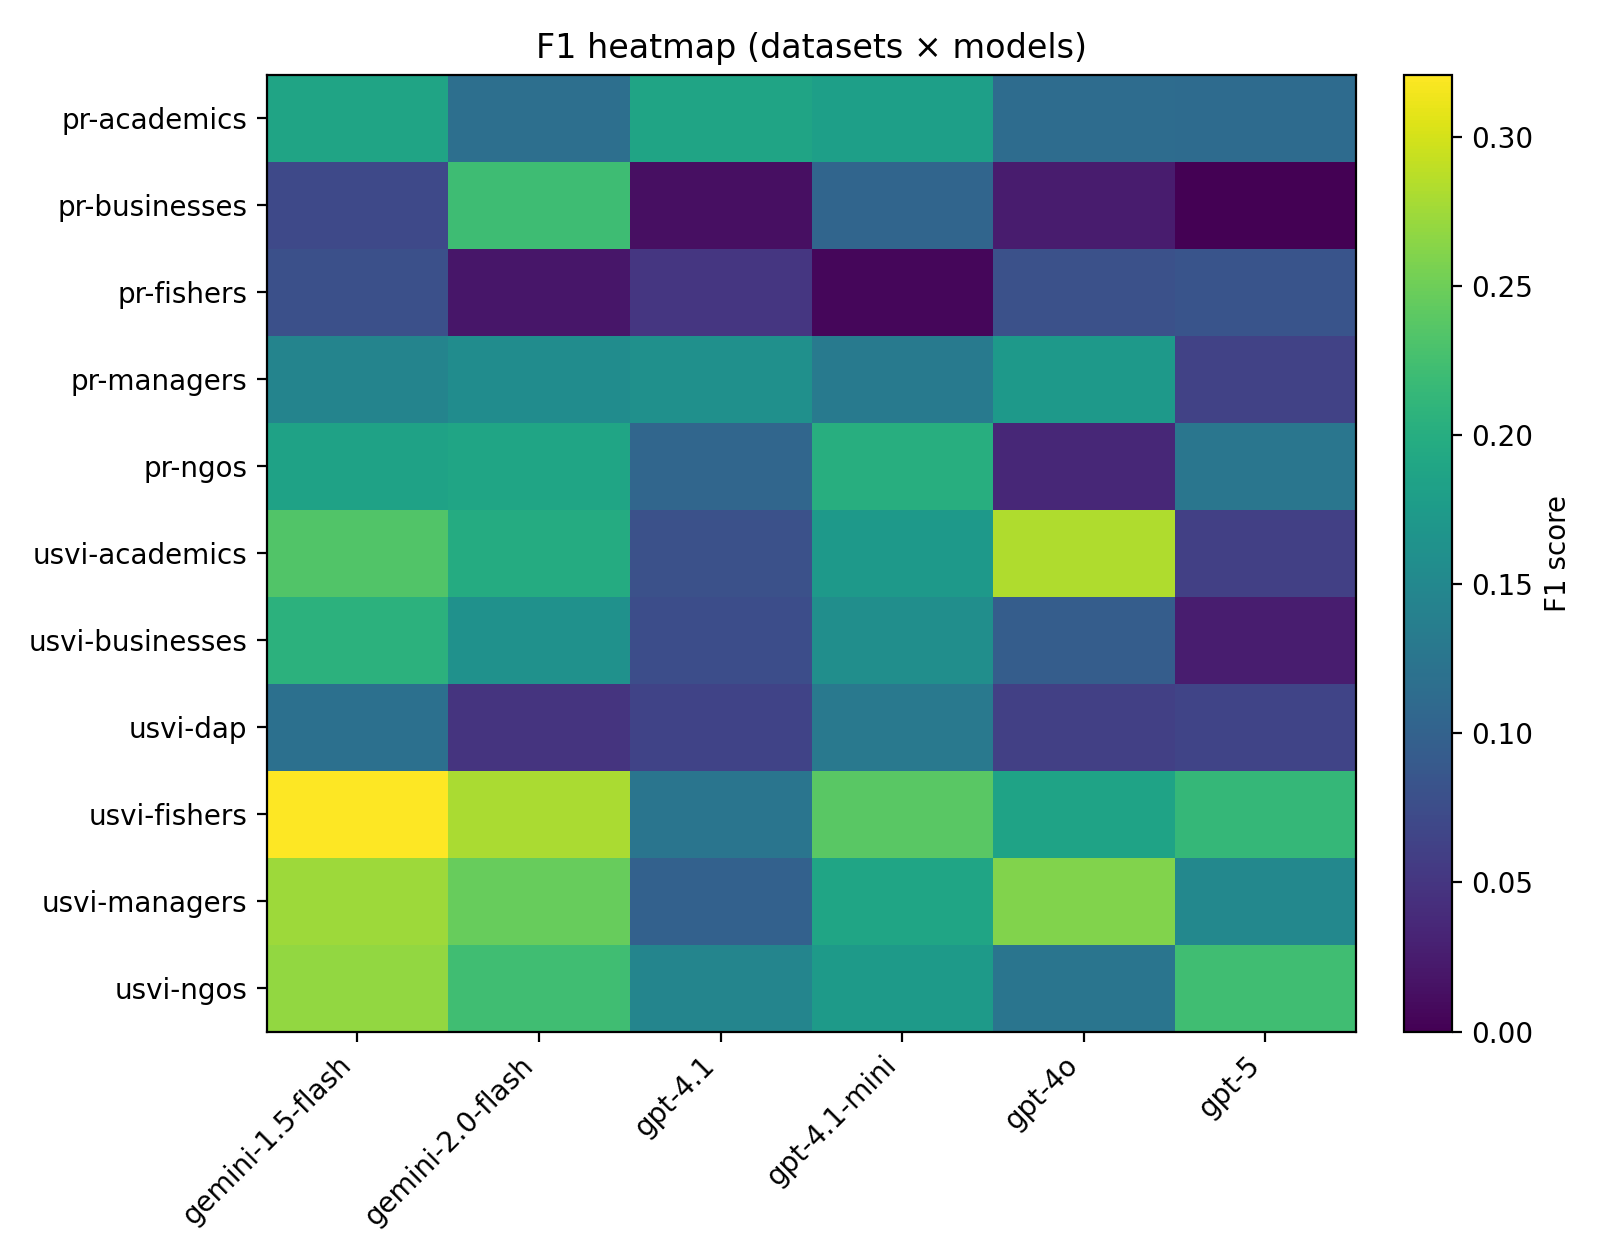 F1 heatmap (datasets × models)
pr-academics
pr-businesses
pr-fishers
pr-managers
pr-ngos
usvi-academics
usvi-businesses
usvi-dap
usvi-fishers
usvi-managers
usvi-ngos
gemini-1.5-flash
gemini-2.0-flash
gpt-4.1
gpt-4.1-mini
gpt-4o
gpt-5
0.30
0.25
0.20
0.15
0.10
0.05
0.00
F1 score